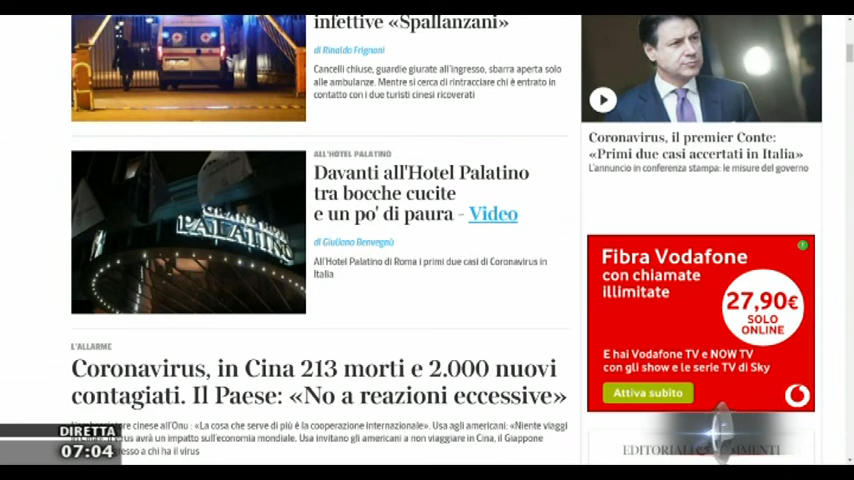 infettive «Spallanzani»
di Rinaldo Frignani
Cancelli chiuse, guardie giurate all'ingresso, sbarra aperta solo
alle ambulanze. Mentre si cerca di rintracciare chi è entrato in
contatto con i due turisti cinesi ricoverati
ALL'HOTEL PALATINO
Davanti all'Hotel Palatino
tra bocche cucite
e un po' di paura - Video
di Giuliano Benvegnù
All'Hotel Palatino di Roma i primi due casi di Coronavirus in
Italia
GRAND HOTEL
PALATINO
L'ALLARME
Coronavirus, in Cina 213 morti e 2.000 nuovi
contagiati. Il Paese: «No a reazioni eccessive»
cinese all'Onu : «La cosa che serve di più è la cooperazione internazionale». Usa agli americani: «Niente viaggi
avrà un impatto sull'economia mondiale. Usa invitano gli americani a non viaggiare in Cina, il Giappone
a chi ha il virus
DIRETTA
07:04
Coronavirus, il premier Conte:
«Primi due casi accertati in Italia»
L'annuncio in conferenza stampa: le misure del governo
Fibra Vodafone
con chiamate
illimitate
27,90€
SOLO
ONLINE
E hai Vodafone TV e NOW TV
con gli show e le serie TV di Sky
Attiva subito
EDITORIALI